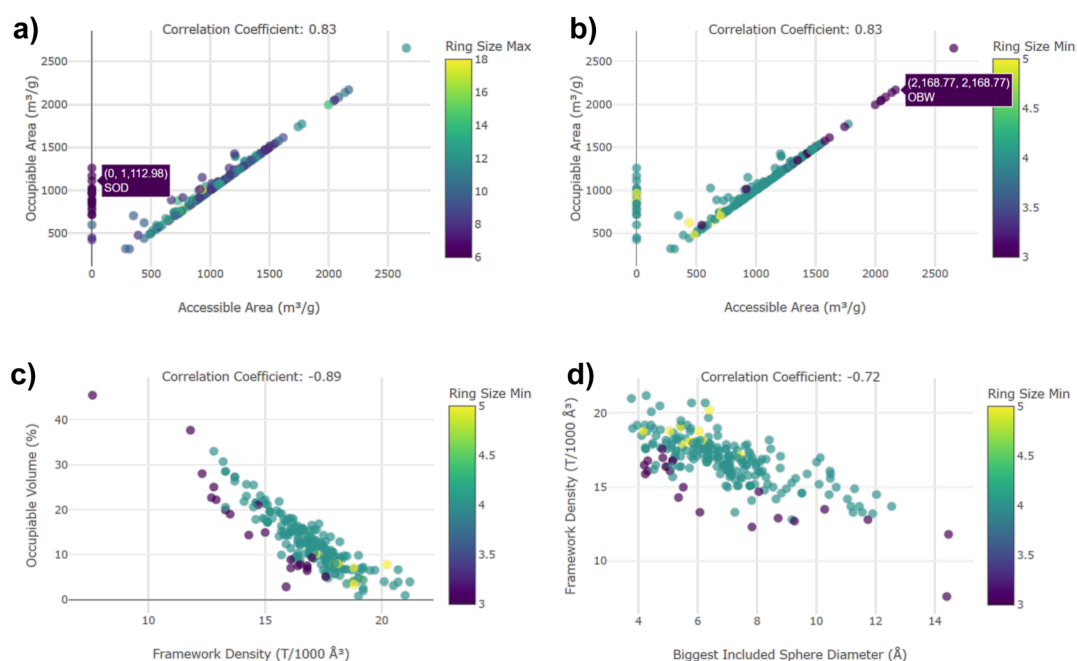 a)
Correlation Coefficient: 0.83
Ring Size Max
Occupiable Area (m³/g)
2500
2000
1500
1000
500
(0, 1,112.98)
SOD
0
500
1000
1500
2000
2500
Accessible Area (m³/g)
18
16
14
12
10
8
6
b)
Correlation Coefficient: 0.83
Ring Size Min
Occupiable Area (m³/g)
2500
2000
1500
1000
500
(2,168.77, 2,168.77)
OBW
0
500
1000
1500
2000
2500
Accessible Area (m³/g)
5
4.5
4
3.5
3
c)
Correlation Coefficient: -0.89
Ring Size Min
Occupiable Volume (%)
40
30
20
10
0
10
15
20
Framework Density (T/1000 Å³)
5
4.5
4
3.5
3
d)
Correlation Coefficient: -0.72
Ring Size Min
Framework Density (T/1000 Å³)
20
15
10
4
6
8
10
12
14
Biggest Included Sphere Diameter (Å)
5
4.5
4
3.5
3